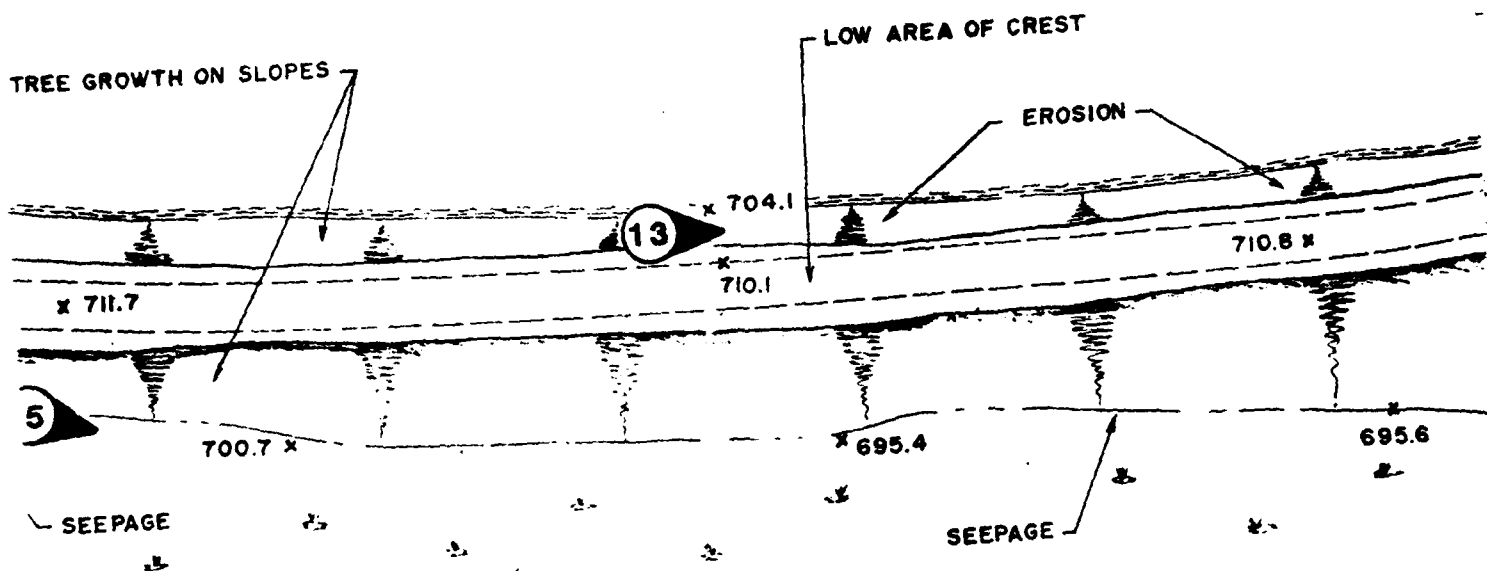 LOW AREA OF CREST
TREE GROWTH ON SLOPES
EROSION
704.1
13
710.8
710.1
711.7
5
700.7
695.4
695.6
SEEPAGE
SEEPAGE